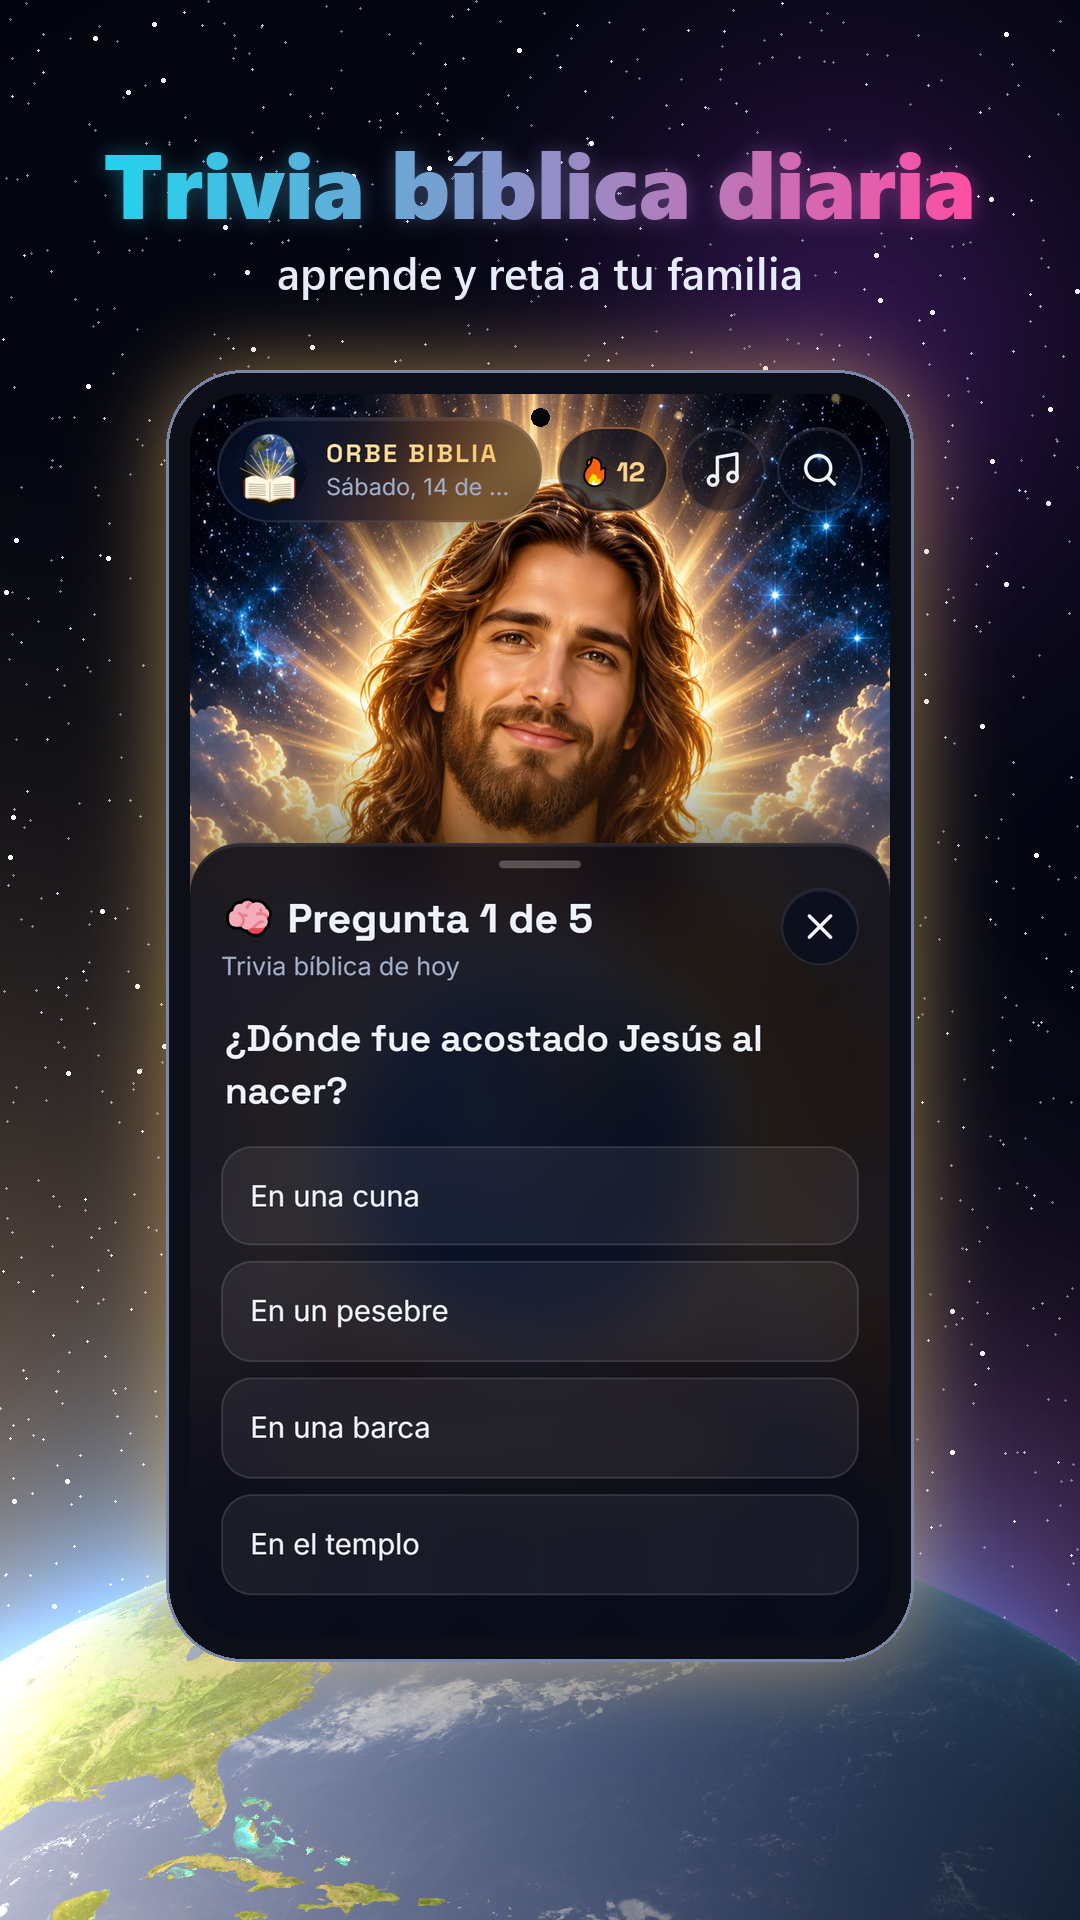 Trivia bíblica diaria
aprende y reta a tu familia
ORBE BIBLIA
Sábado, 14 de ...
12
Pregunta 1 de 5
Trivia bíblica de hoy
¿Dónde fue acostado Jesús al
nacer?
En una cuna
En un pesebre
En una barca
En el templo